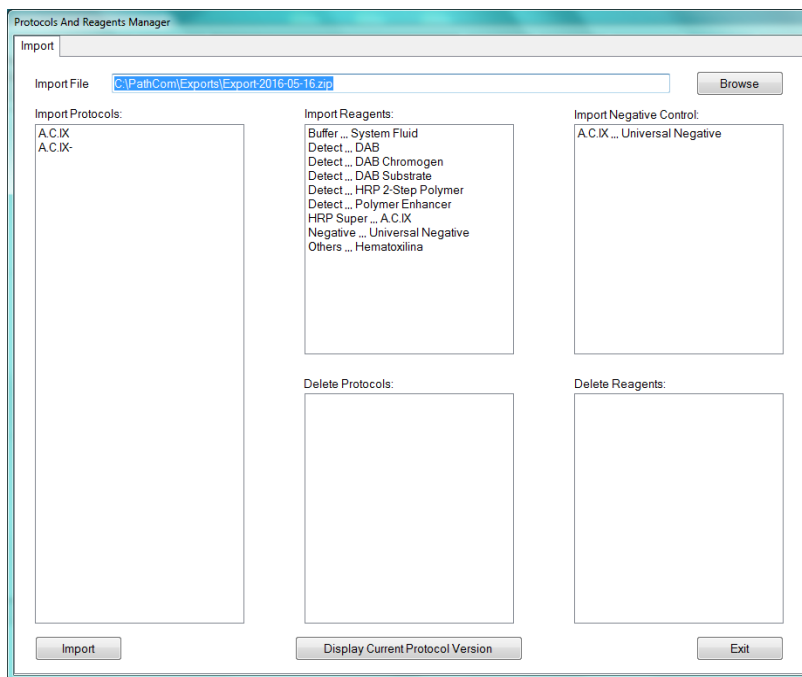 Protocols And Reagents Manager
Import
Import File C:\PathCom\Exports\Export-2016-05-16.zip Browse
Import Protocols:
A.C.IX
A.C.IX-
Import Reagents:
Buffer ,,, System Fluid
Detect ,,, DAB
Detect ,,, DAB Chromogen
Detect ,,, DAB Substrate
Detect ,,, HRP 2-Step Polymer
Detect ,,, Polymer Enhancer
HRP Super ,,, A.C.IX
Negative ,,, Universal Negative
Others ,,, Hematoxilina
Import Negative Control:
A.C.IX ,,, Universal Negative
Delete Protocols:
Delete Reagents:
Import
Display Current Protocol Version
Exit